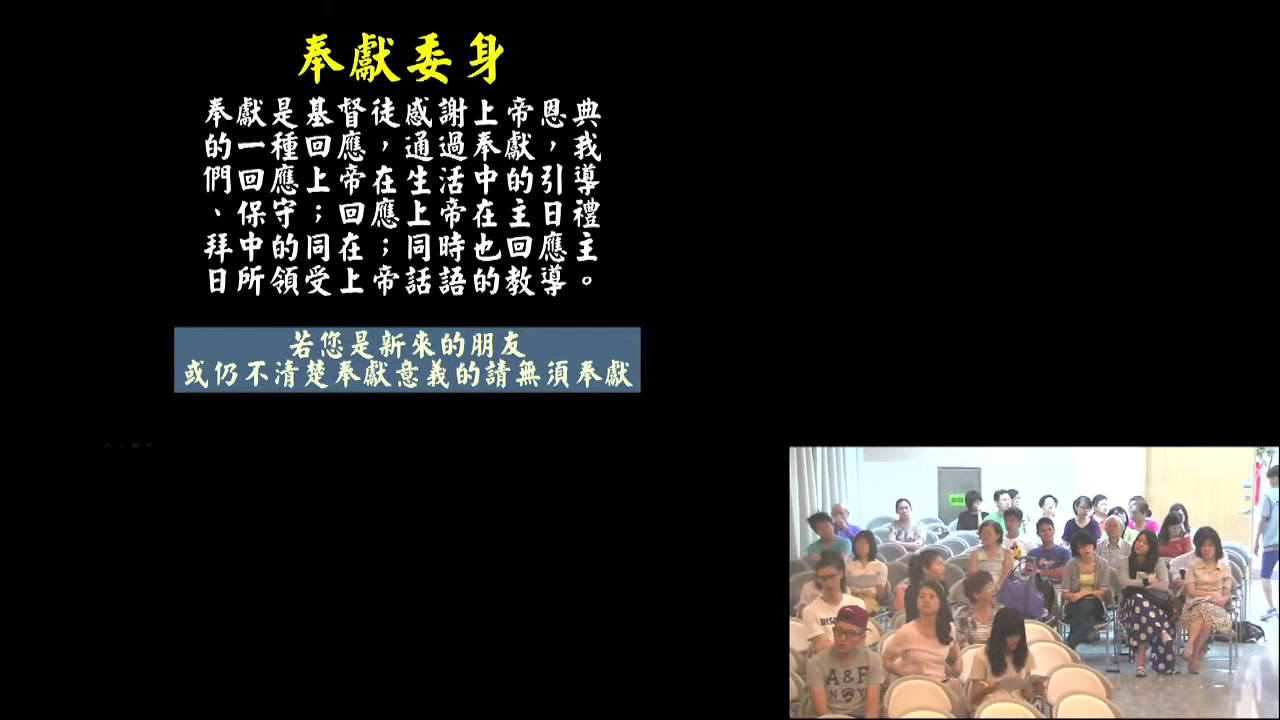 奉獻委身
奉獻是基督徒感謝上帝恩典
的一種回應，通過奉獻，我
們回應上帝在生活中的引導
、保守；回應上帝在主日禮
拜中的同在；同時也回應主
日所領受上帝話語的教導。
若您是新來的朋友
或仍不清楚奉獻意義的請無須奉獻
A&F
NY